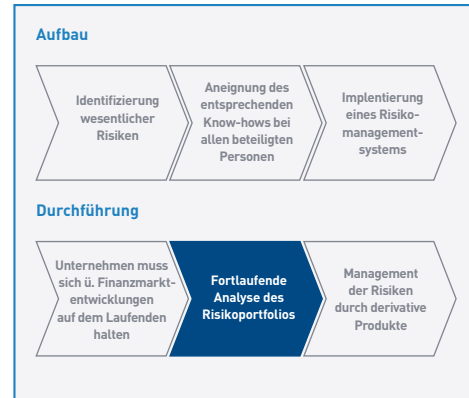 Aufbau
Identifizierung
wesentlicher
Risiken
Aneignung des
entsprechenden
Know-hows bei
allen beteiligten
Personen
Implentierung
eines Risiko-
management-
systems
Durchführung
Unternehmen muss
sich ü. Finanzmarkt-
entwicklungen
auf dem Laufenden
halten
Fortlaufende
Analyse des
Risikoportfolios
Management
der Risiken
durch derivative
Produkte